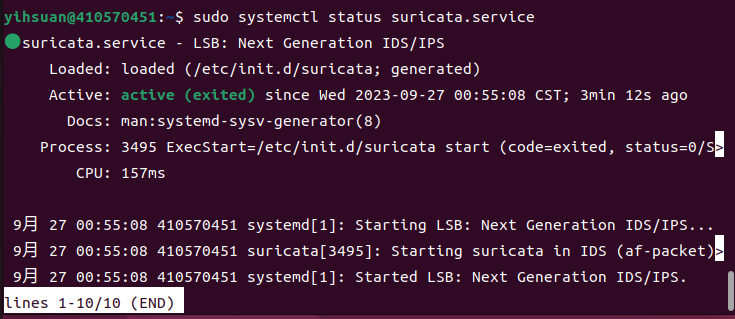 yihsuan@410570451:~$ sudo systemctl status suricata.service
suricata.service - LSB: Next Generation IDS/IPS
Loaded: loaded (/etc/init.d/suricata; generated)
Active: active (exited) since Wed 2023-09-27 00:55:08 CST; 3min 12s ago
Docs: man:systemd-sysv-generator(8)
Process: 3495 ExecStart=/etc/init.d/suricata start (code=exited, status=0/S>
CPU: 157ms
9月 27 00:55:08 410570451 systemd[1]: Starting LSB: Next Generation IDS/IPS...
9月 27 00:55:08 410570451 suricata[3495]: Starting suricata in IDS (af-packet)>
9月 27 00:55:08 410570451 systemd[1]: Started LSB: Next Generation IDS/IPS.
lines 1-10/10 (END)